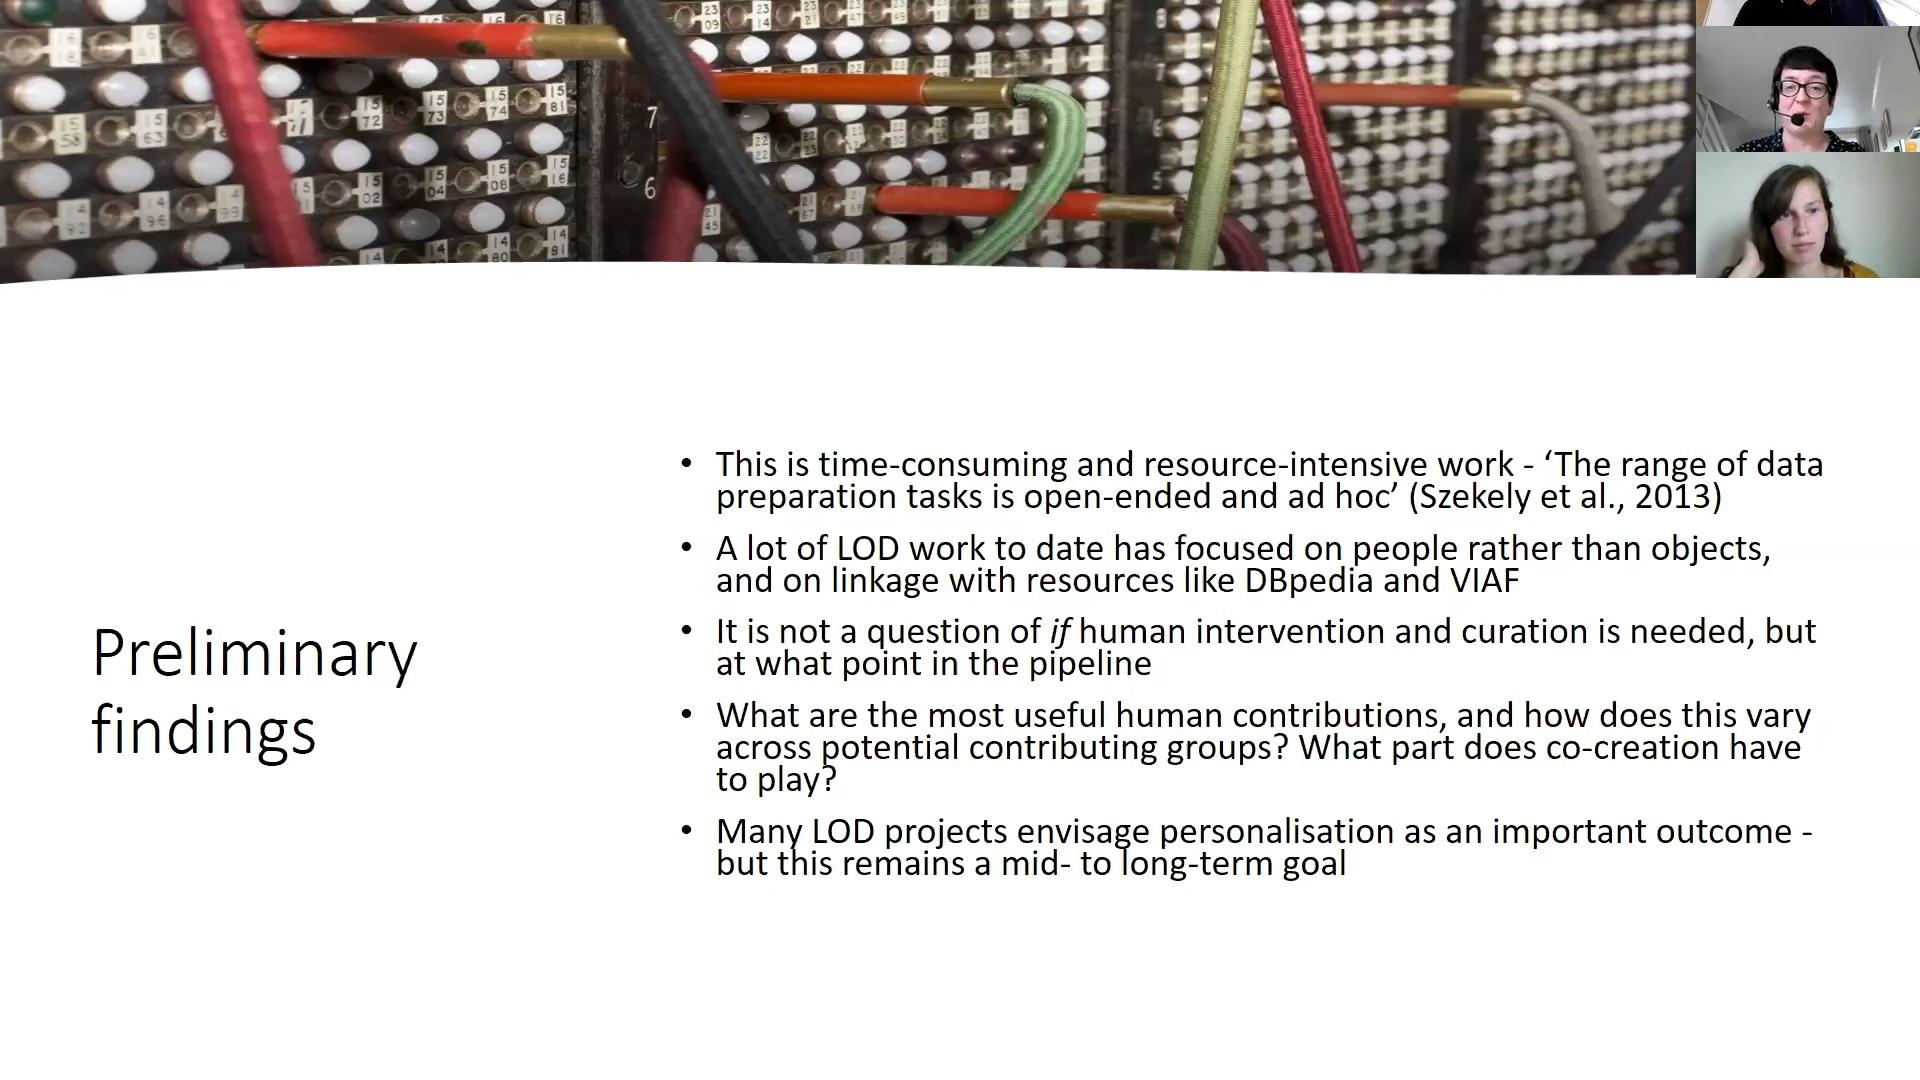 Preliminary
findings
• This is time-consuming and resource-intensive work - ‘The range of data
preparation tasks is open-ended and ad hoc’ (Szekely et al., 2013)
• A lot of LOD work to date has focused on people rather than objects,
and on linkage with resources like DBpedia and VIAF
• It is not a question of if human intervention and curation is needed, but
at what point in the pipeline
• What are the most useful human contributions, and how does this vary
across potential contributing groups? What part does co-creation have
to play?
• Many LOD projects envisage personalisation as an important outcome -
but this remains a mid- to long-term goal